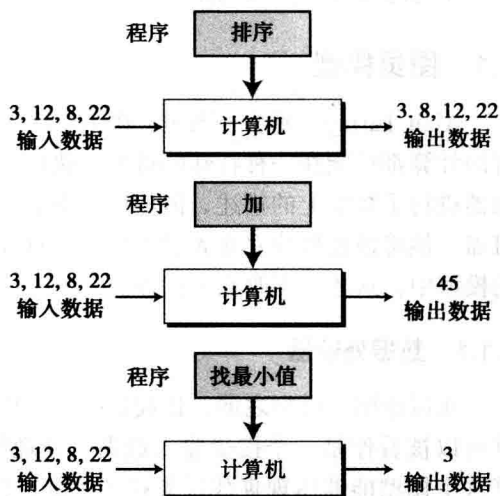 程序 排序
3, 12, 8, 22 计算机 3, 8, 12, 22
输入数据 输出数据
程序 加
3, 12, 8, 22 计算机 45
输入数据 输出数据
程序 找最小值
3, 12, 8, 22 计算机 3
输入数据 输出数据